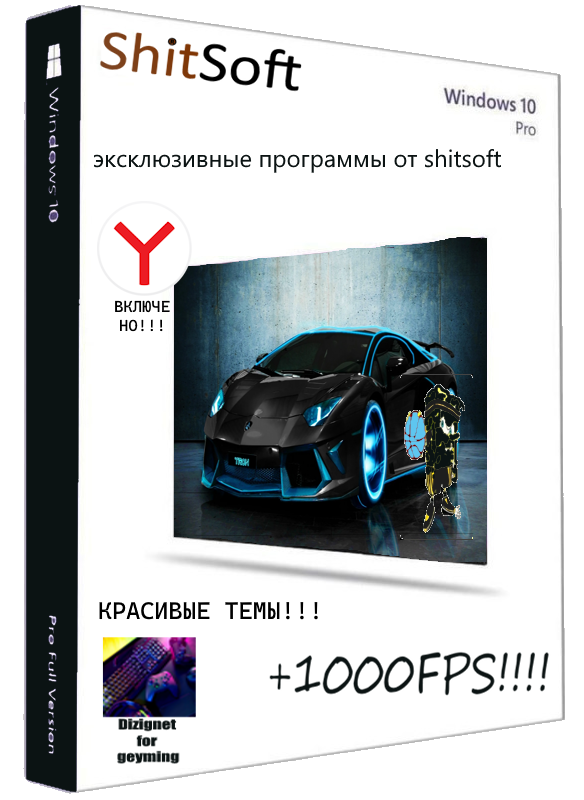 ShitSoft
Windows 10
Pro
эксклюзивные программы от shitsoft
ВКЛЮЧЕ
НО!!!
TRON
КРАСИВЫЕ ТЕМЫ!!!
+1000FPS!!!!
Dizignet
for
geyming
Windows 10
Pro Full Version